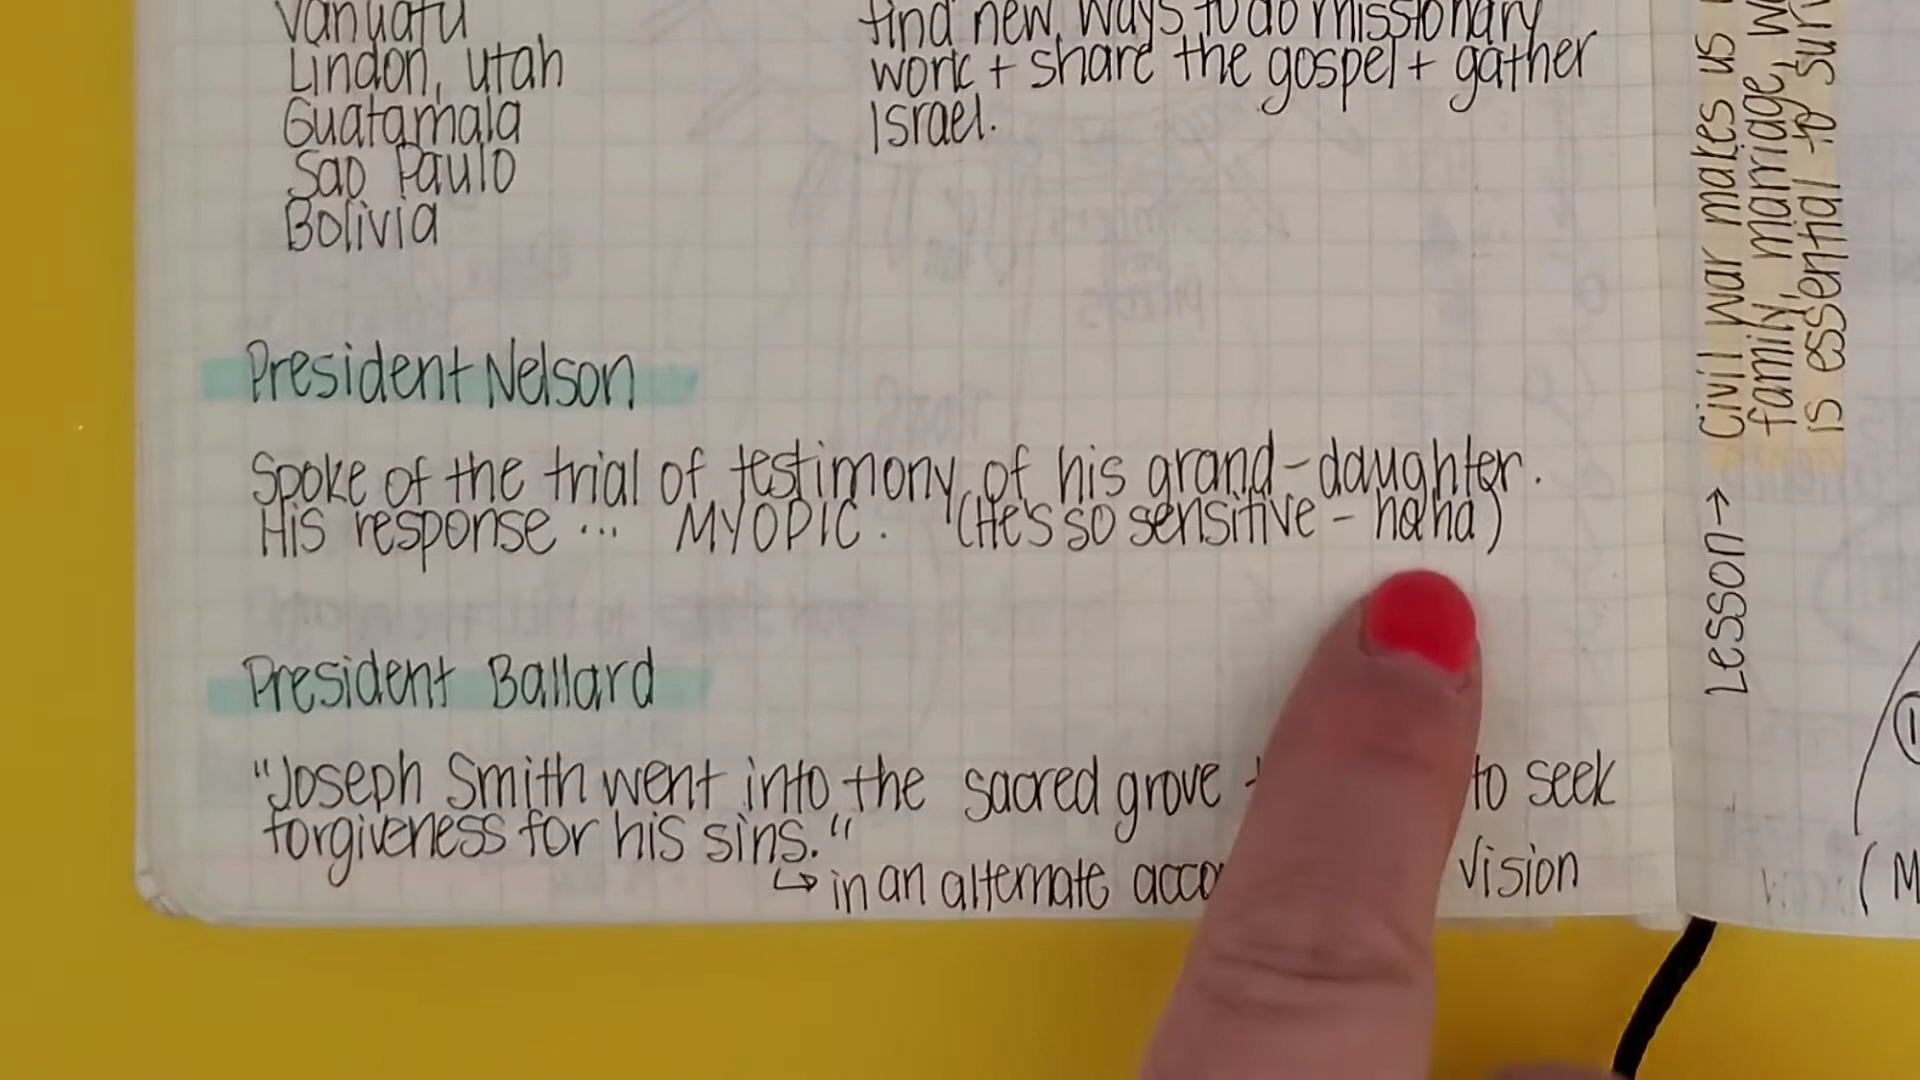 Vanuatu
Lindon, Utah
Guatamala
Sao Paulo
Bolivia
find new ways to do missionary
work + share the gospel + gather
Israel.
President Nelson
Spoke of the trial of testimony of his grand-daughter.
His response ... MYOPIC. (He's so sensitive - haha)
President Ballard
"Joseph Smith went into the sacred grove to seek
forgiveness for his sins."
↳ in an alternate vision
Lesson → Civil war makes us
family, marriage,
is essential to
(M